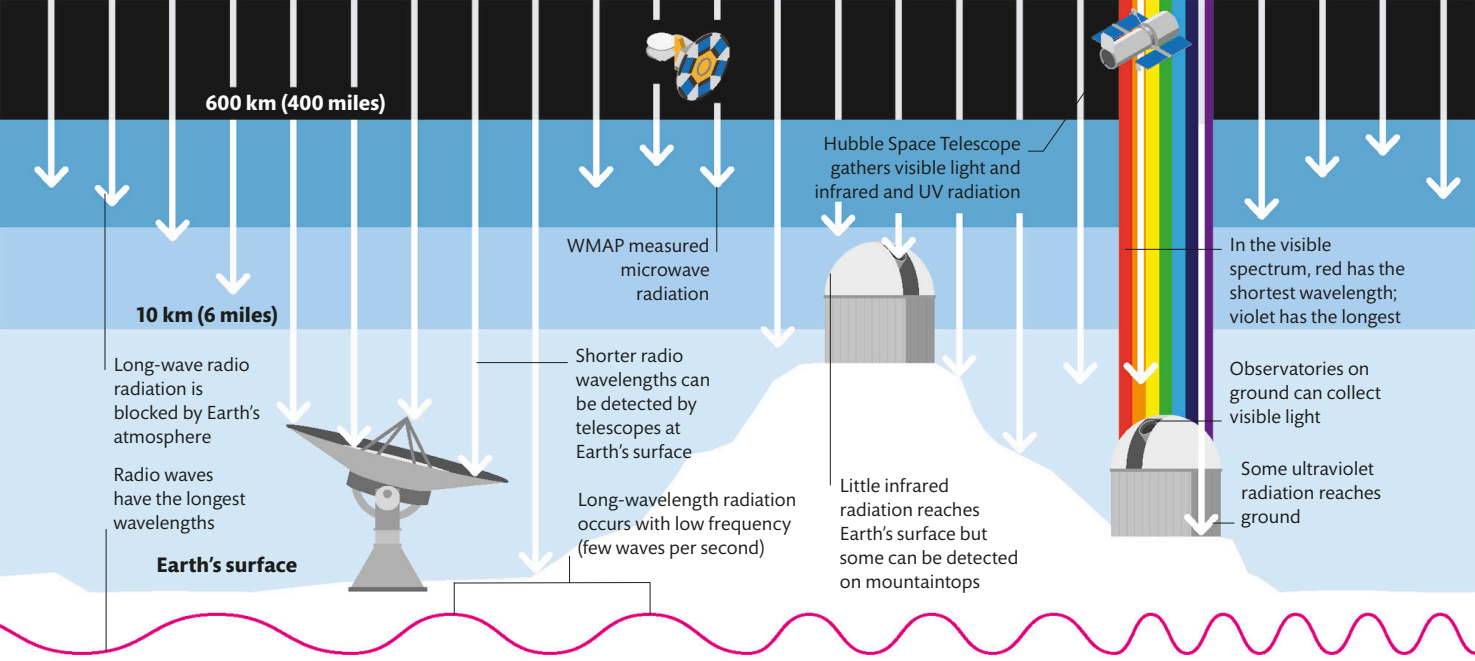 600 km (400 miles)
Hubble Space Telescope
gathers visible light and
infrared and UV radiation
WMAP measured
microwave
radiation
In the visible
spectrum, red has the
shortest wavelength;
violet has the longest
10 km (6 miles)
Long-wave radio
radiation is
blocked by Earth's
atmosphere
Shorter radio
wavelengths can
be detected by
telescopes at
Earth's surface
Observatories on
ground can collect
visible light
Radio waves
have the longest
wavelengths
Long-wavelength radiation
occurs with low frequency
(few waves per second)
Little infrared
radiation reaches
Earth's surface but
some can be detected
on mountaintops
Some ultraviolet
radiation reaches
ground
Earth's surface